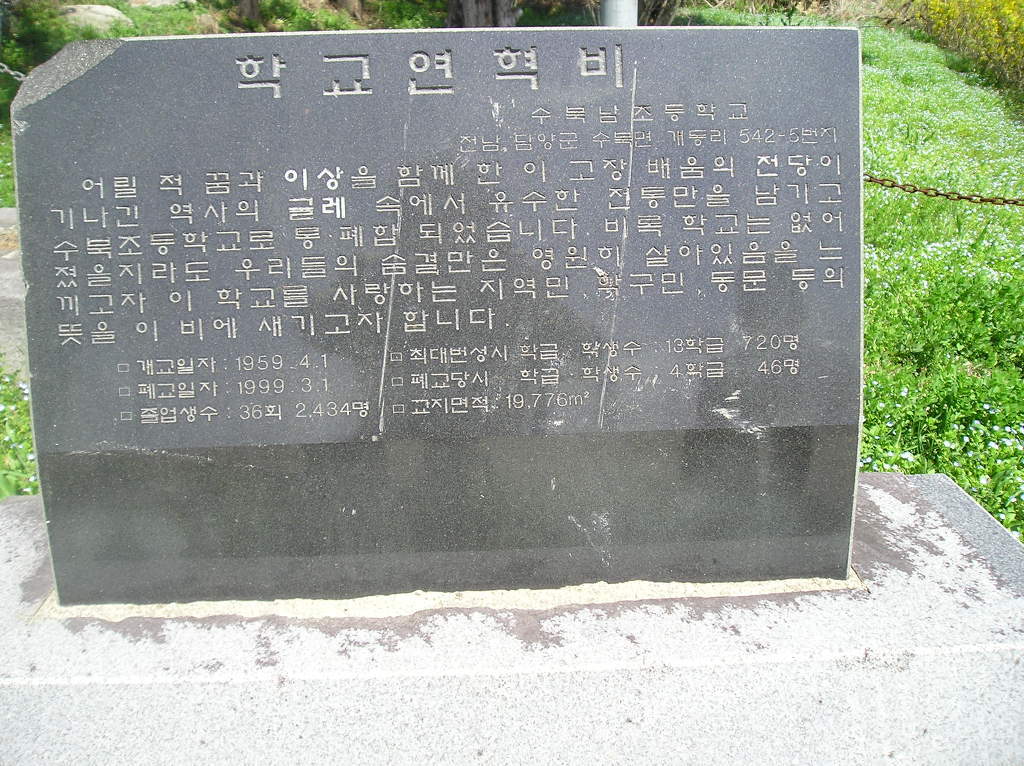 학교연혁비
수북남초등학교
전남, 담양군 수북면 개동리 542-5번지
어릴 적 꿈과 이상을 함께 한 이 고장 배움의 전당이
기나긴 역사의 굴레 속에서 유수한 전통만을 남기고
수북초등학교로 통·폐합 되었습니다. 비록 학교는 없어
졌을지라도 우리들의 숨결만은 영원히 살아있음을 느
끼고자 이 학교를 사랑하는 지역민, 향구민, 동문 등의
뜻을 이 비에 새기고자 합니다.
□ 개교일자 : 1959. 4. 1 □ 최대번성시 학급 학생수 : 13학급 720명
□ 폐교일자 : 1999. 3. 1 □ 폐교당시 학급 학생수 : 4학급 46명
□ 졸업생수 : 36회 2,434명 □ 교지면적 : 19,776m²